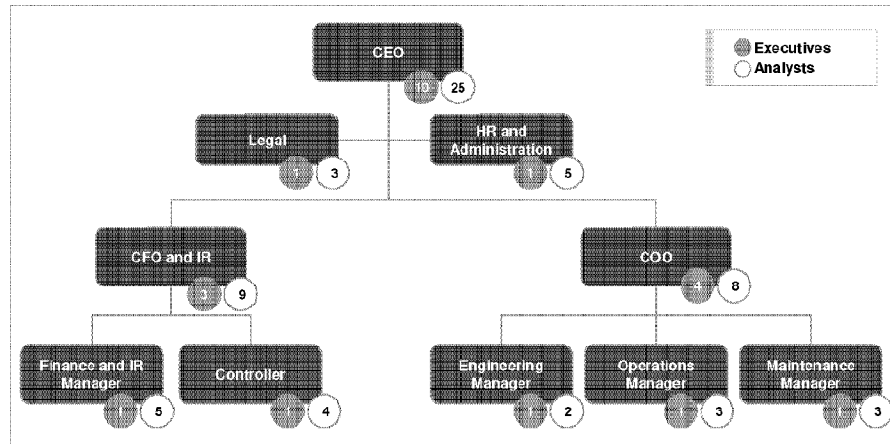 CEO
10 25
Executives
Analysts
Legal
1 3
HR and
Administration
1 5
CFO and IR
3 9
COO
4 8
Finance and IR
Manager
1 5
Controller
1 4
Engineering
Manager
1 2
Operations
Manager
1 3
Maintenance
Manager
1 3